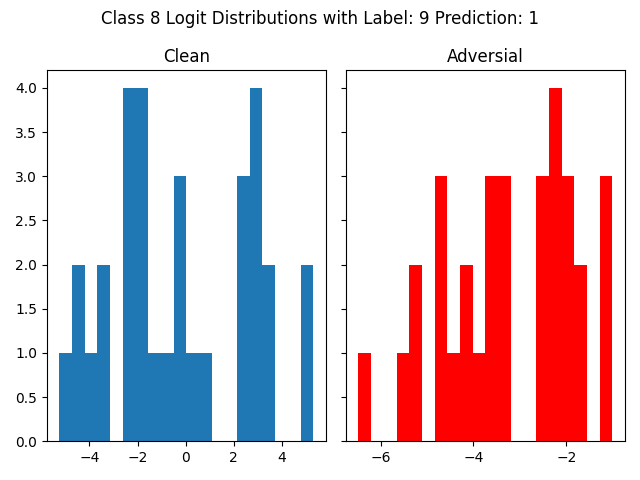 Class 8 Logit Distributions with Label: 9 Prediction: 1
Clean
Adversial
4.0
3.5
3.0
2.5
2.0
1.5
1.0
0.5
0.0
−4 −2 0 2 4
−6 −4 −2